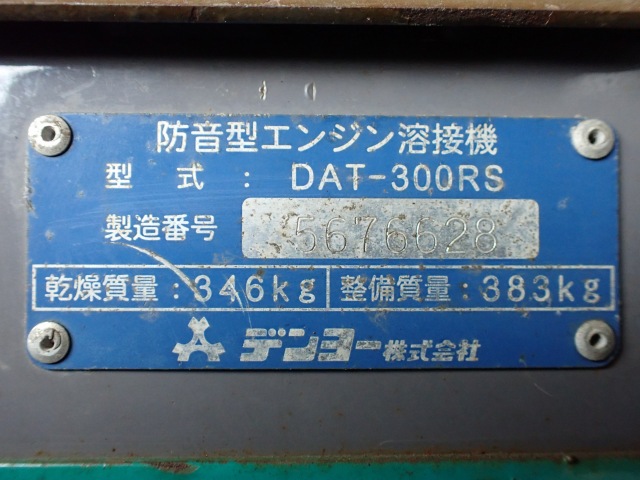 防音型エンジン溶接機
型式：DAT-300RS
製造番号 5676628
乾燥質量：346kg 整備質量：383kg
デンヨー株式会社